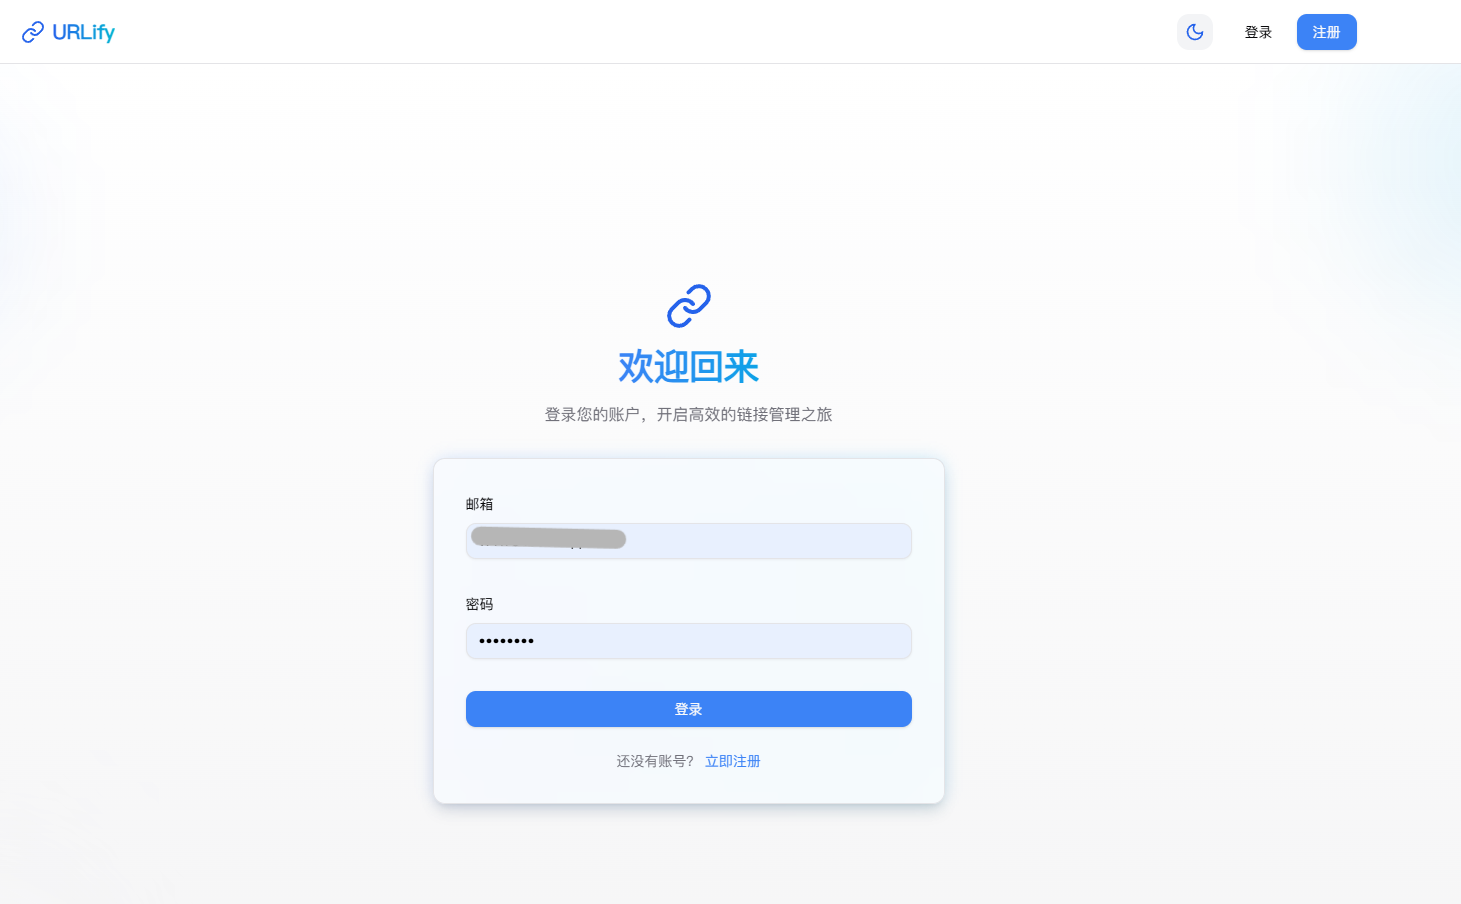 URLify
登录
注册
欢迎回来
登录您的账户，开启高效的链接管理之旅
邮箱
密码
••••••••
登录
还没有账号? 立即注册